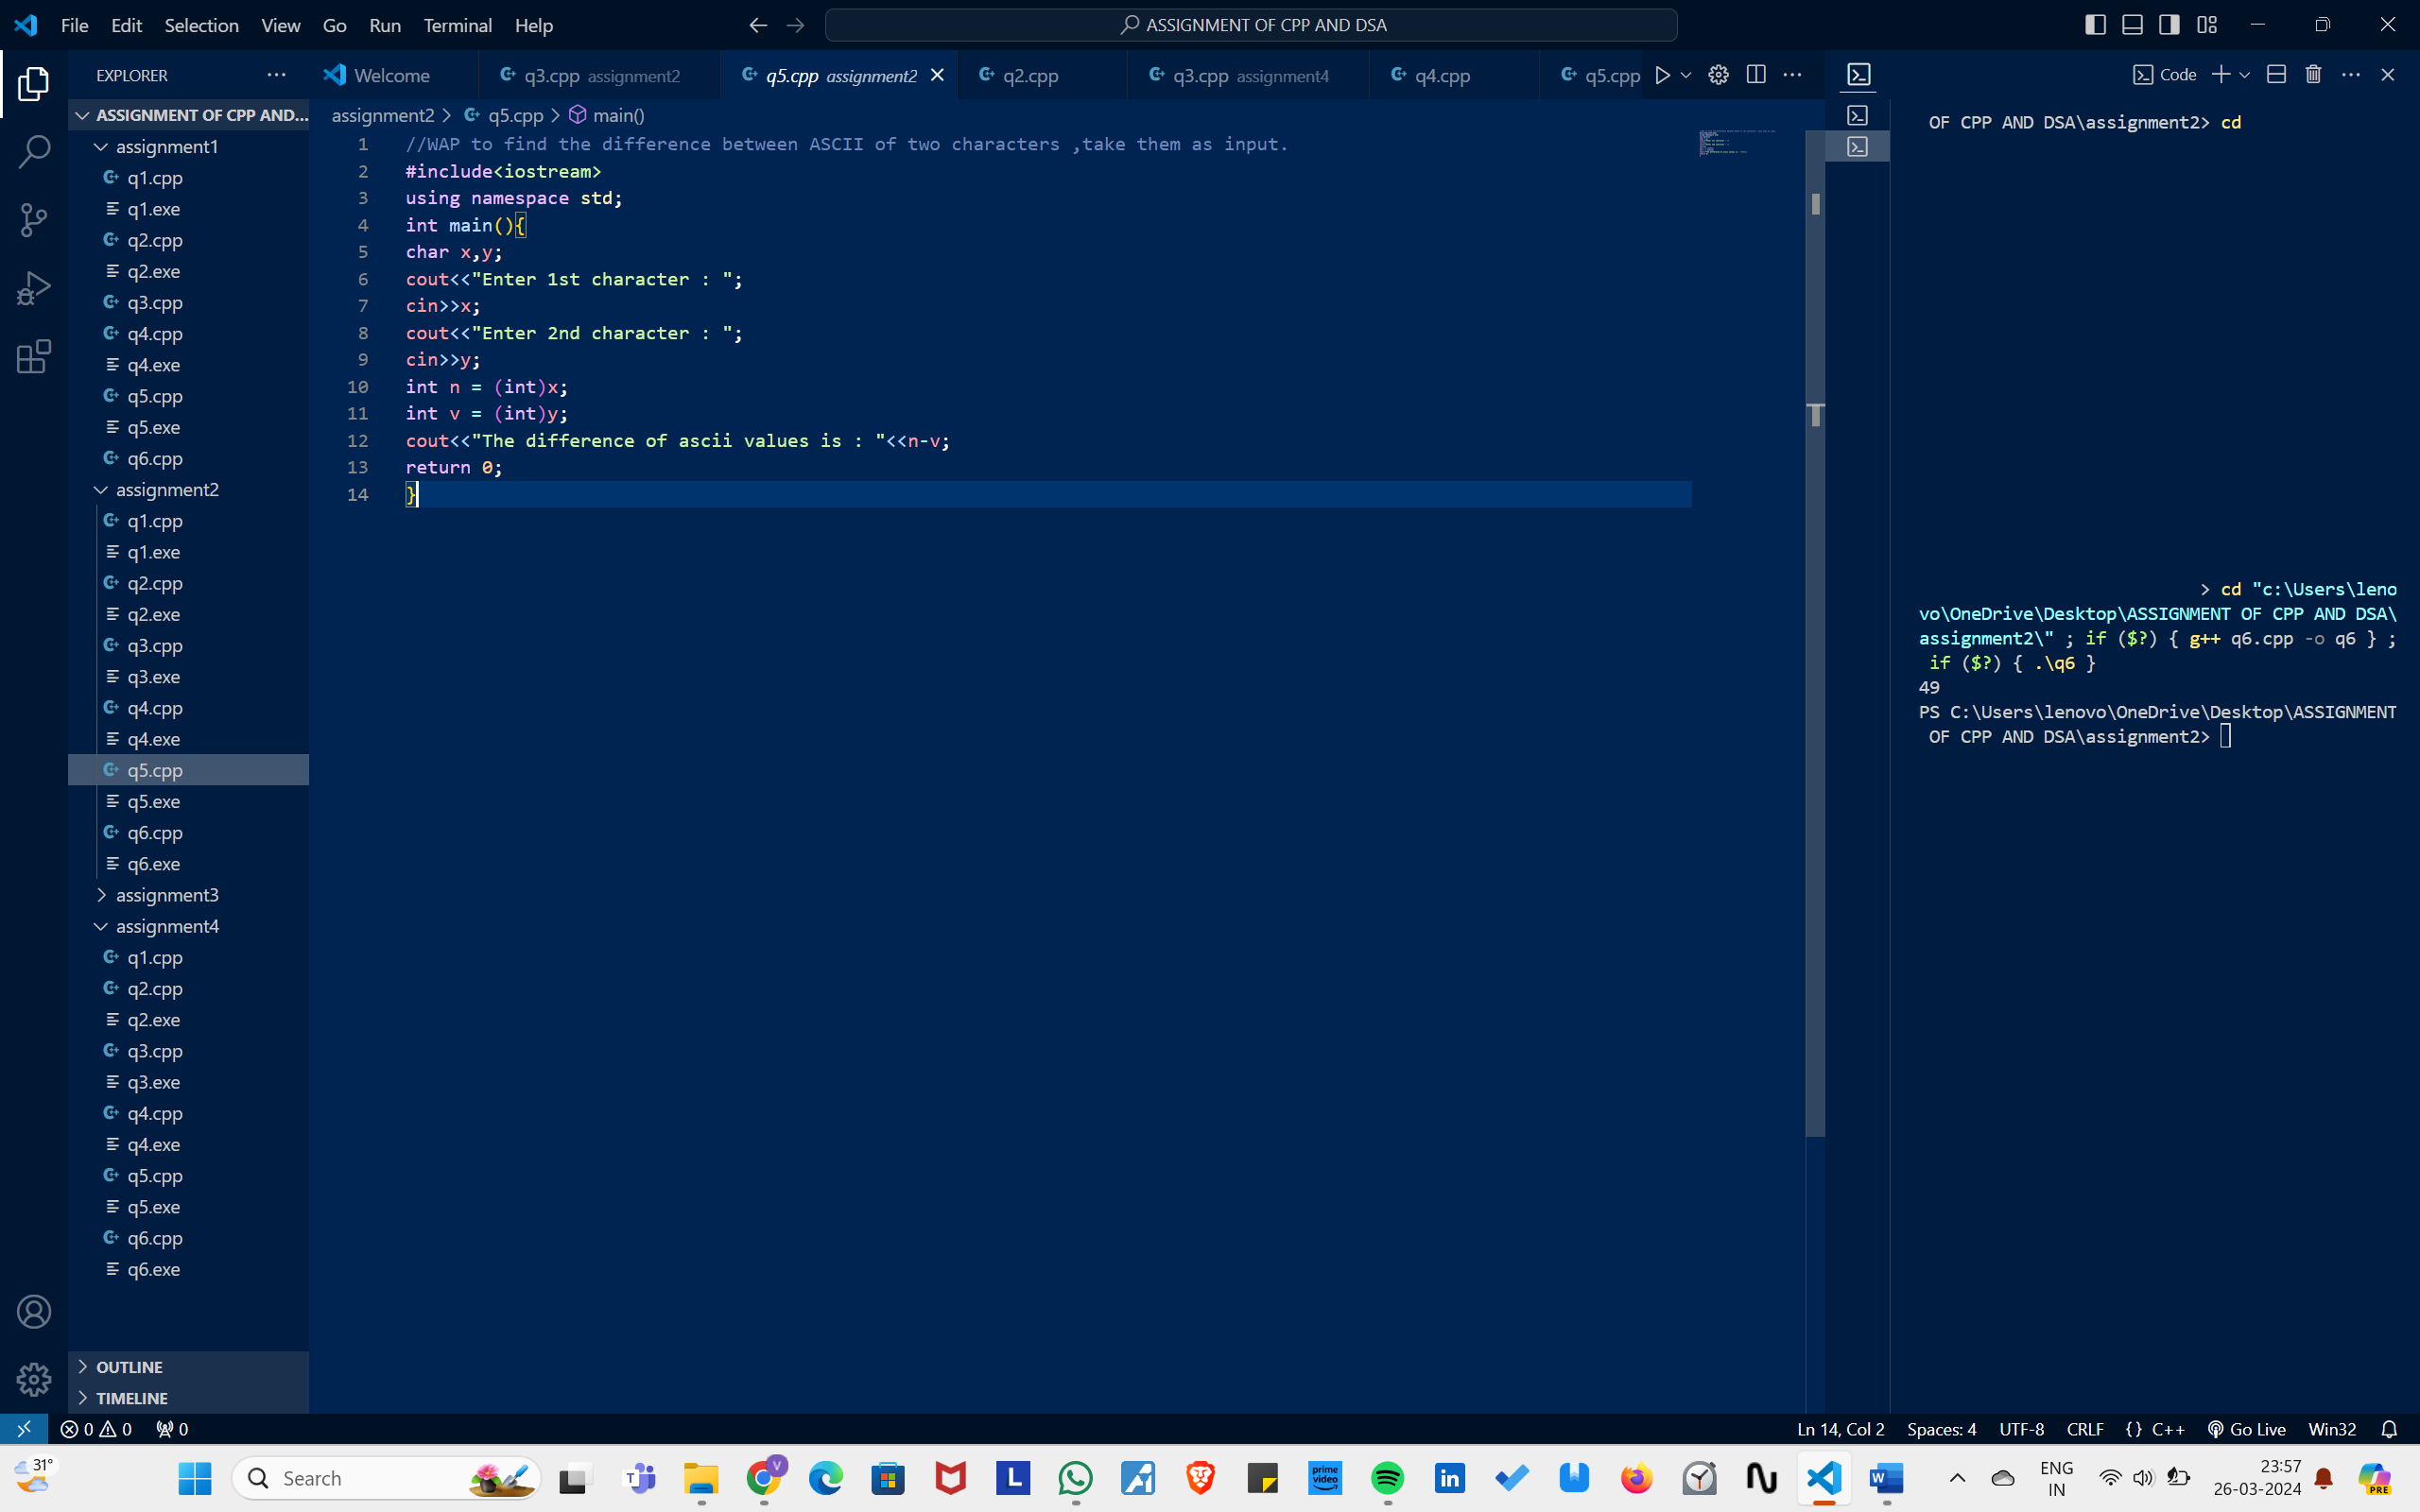 File Edit Selection View Go Run Terminal Help
ASSIGNMENT OF CPP AND DSA
EXPLORER
ASSIGNMENT OF CPP AND...
assignment1
q1.cpp
q1.exe
q2.cpp
q2.exe
q3.cpp
q4.cpp
q4.exe
q5.cpp
q5.exe
q6.cpp
assignment2
q1.cpp
q1.exe
q2.cpp
q2.exe
q3.cpp
q3.exe
q4.cpp
q4.exe
q5.cpp
q5.exe
q6.cpp
q6.exe
assignment3
assignment4
q1.cpp
q2.cpp
q2.exe
q3.cpp
q3.exe
q4.cpp
q4.exe
q5.cpp
q5.exe
q6.cpp
q6.exe
OUTLINE
TIMELINE
Welcome q3.cpp assignment2 q5.cpp assignment2 q2.cpp q3.cpp assignment4 q4.cpp q5.cpp
assignment2 > q5.cpp > main()
1 //WAP to find the difference between ASCII of two characters ,take them as input.
2 #include<iostream>
3 using namespace std;
4 int main(){
5 char x,y;
6 cout<<"Enter 1st character : ";
7 cin>>x;
8 cout<<"Enter 2nd character : ";
9 cin>>y;
10 int n = (int)x;
11 int v = (int)y;
12 cout<<"The difference of ascii values is : "<<n-v;
13 return 0;
14 }
Code
OF CPP AND DSA\assignment2> cd
> cd "c:\Users\leno
vo\OneDrive\Desktop\ASSIGNMENT OF CPP AND DSA\
assignment2\" ; if ($?) { g++ q6.cpp -o q6 } ;
if ($?) { .\q6 }
49
PS C:\Users\lenovo\OneDrive\Desktop\ASSIGNMENT
OF CPP AND DSA\assignment2>
0 0 0
Ln 14, Col 2 Spaces: 4 UTF-8 CRLF {} C++ Go Live Win32
31°
Search
V
T
L
prime video
in
W
ENG
IN
23:57
26-03-2024
PRE